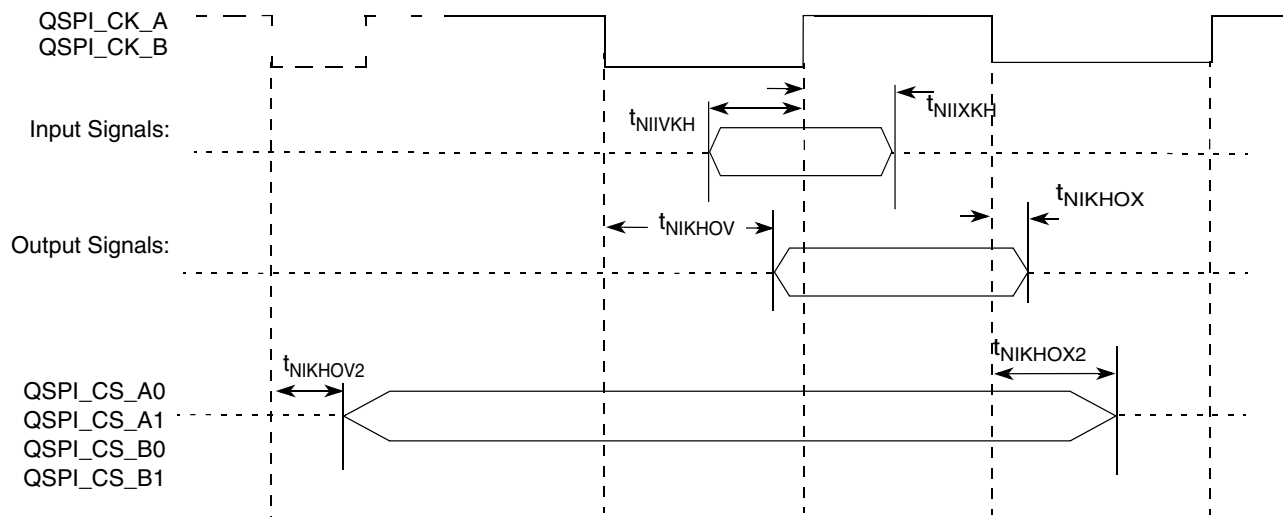 QSPI_CK_A
QSPI_CK_B
Input Signals:
tNIIVKH
tNIIXKH
Output Signals:
tNIKHOV
tNIKHOX
tNIKHOV2
tNIKHOX2
QSPI_CS_A0
QSPI_CS_A1
QSPI_CS_B0
QSPI_CS_B1